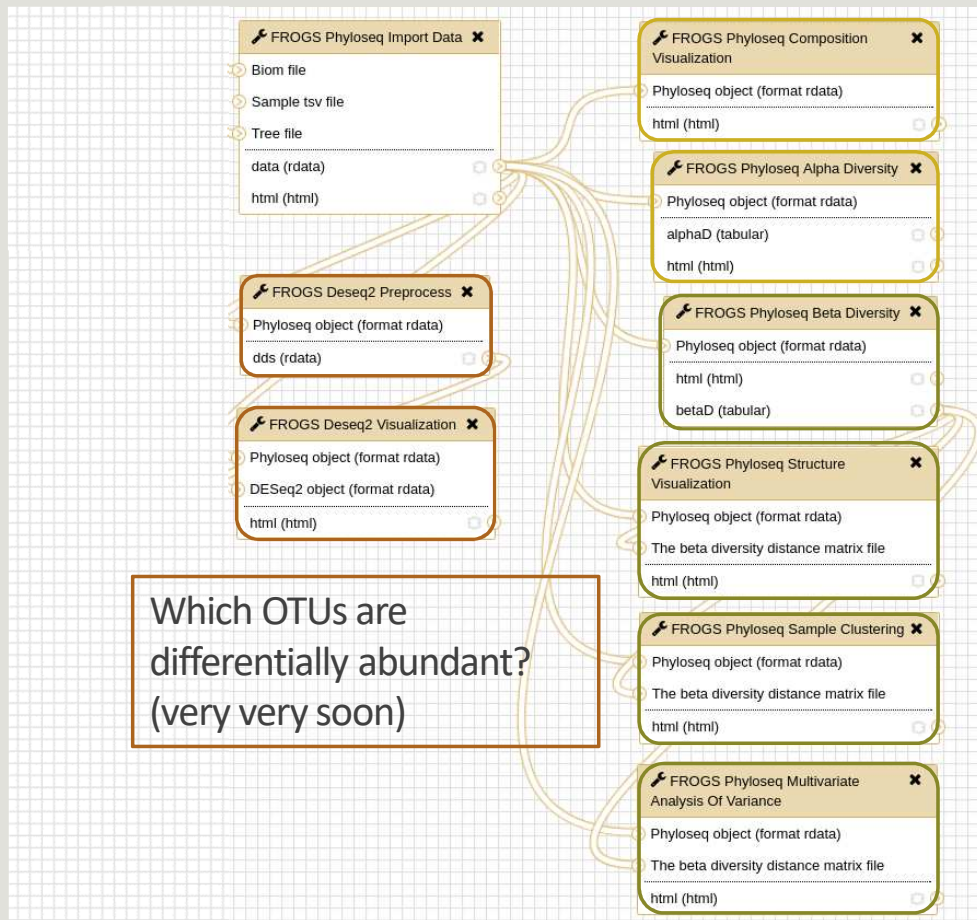 FROGS Phyloseq Import Data
Biom file
Sample tsv file
Tree file
data (rdata)
html (html)
FROGS Deseq2 Preprocess
Phyloseq object (format rdata)
dds (rdata)
FROGS Deseq2 Visualization
Phyloseq object (format rdata)
DESeq2 object (format rdata)
html (html)
Which OTUs are
differentially abundant?
(very very soon)
FROGS Phyloseq Composition
Visualization
Phyloseq object (format rdata)
html (html)
FROGS Phyloseq Alpha Diversity
Phyloseq object (format rdata)
alphaD (tabular)
html (html)
FROGS Phyloseq Beta Diversity
Phyloseq object (format rdata)
html (html)
betaD (tabular)
FROGS Phyloseq Structure
Visualization
Phyloseq object (format rdata)
The beta diversity distance matrix file
html (html)
FROGS Phyloseq Sample Clustering
Phyloseq object (format rdata)
The beta diversity distance matrix file
html (html)
FROGS Phyloseq Multivariate
Analysis Of Variance
Phyloseq object (format rdata)
The beta diversity distance matrix file
html (html)